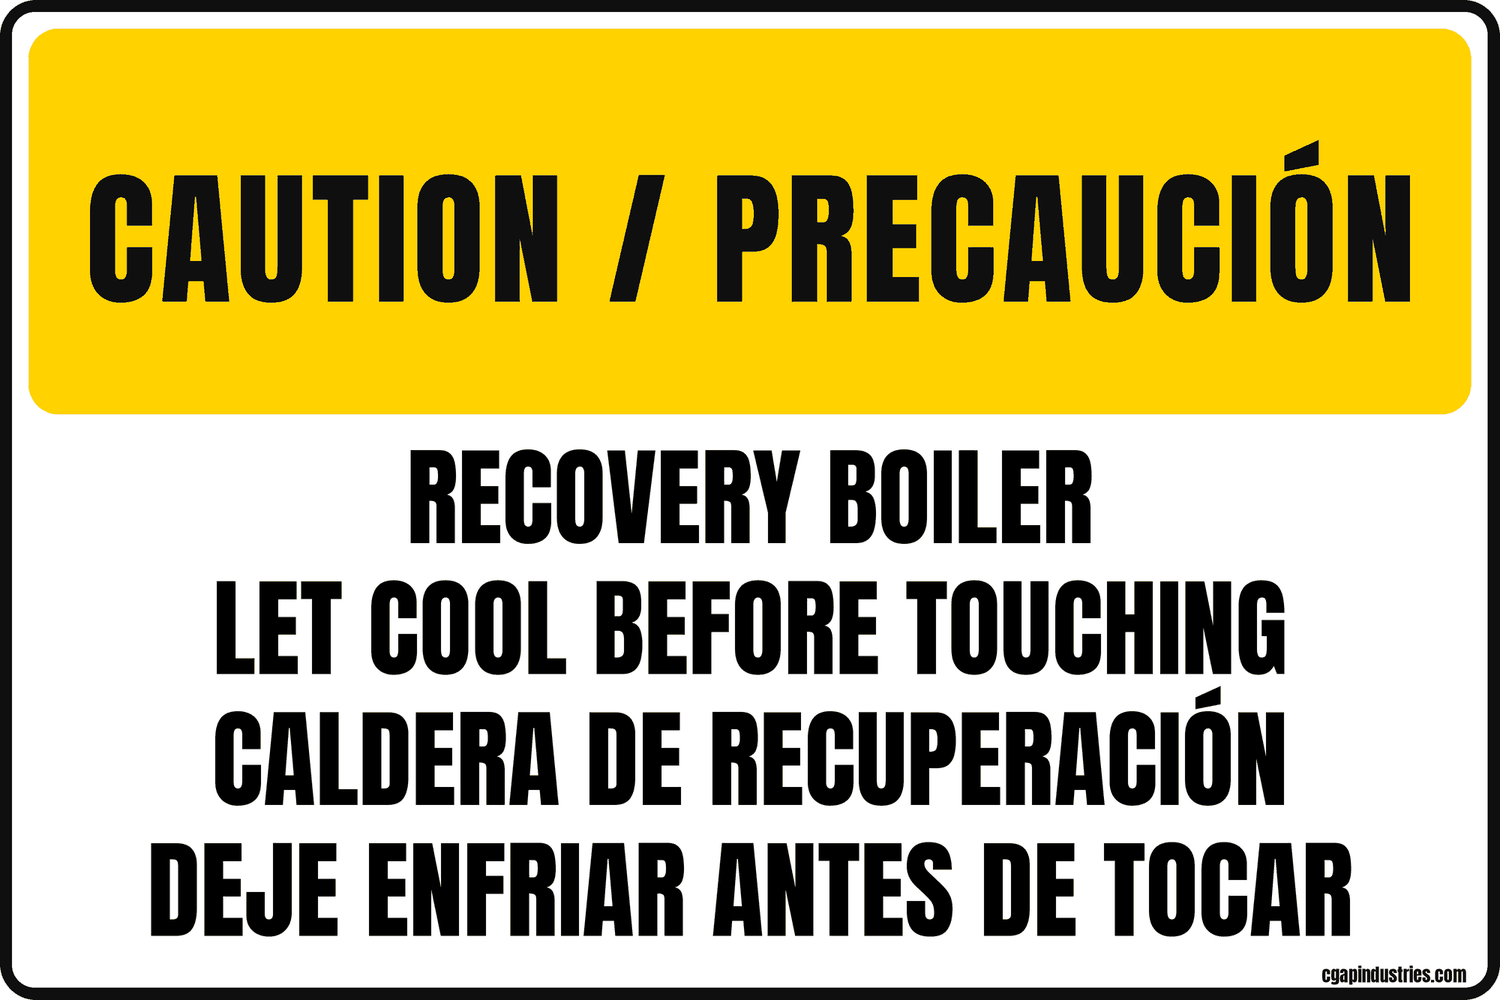 CAUTION / PRECAUCIÓN
RECOVERY BOILER
LET COOL BEFORE TOUCHING
CALDERA DE RECUPERACIÓN
DEJE ENFRIAR ANTES DE TOCAR
cgapindustries.com